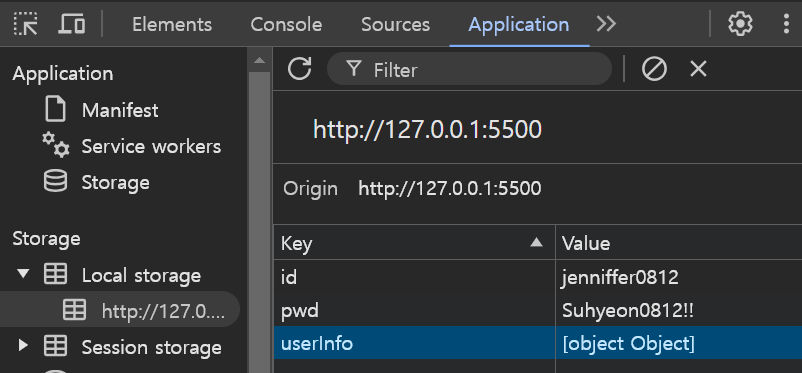 Elements Console Sources Application
Application
Manifest
Service workers
Storage
Storage
Local storage
http://127.0....
Session storage
Filter
http://127.0.0.1:5500
Origin http://127.0.0.1:5500
Key Value
id jenniffer0812
pwd Suhyeon0812!!
userInfo [object Object]